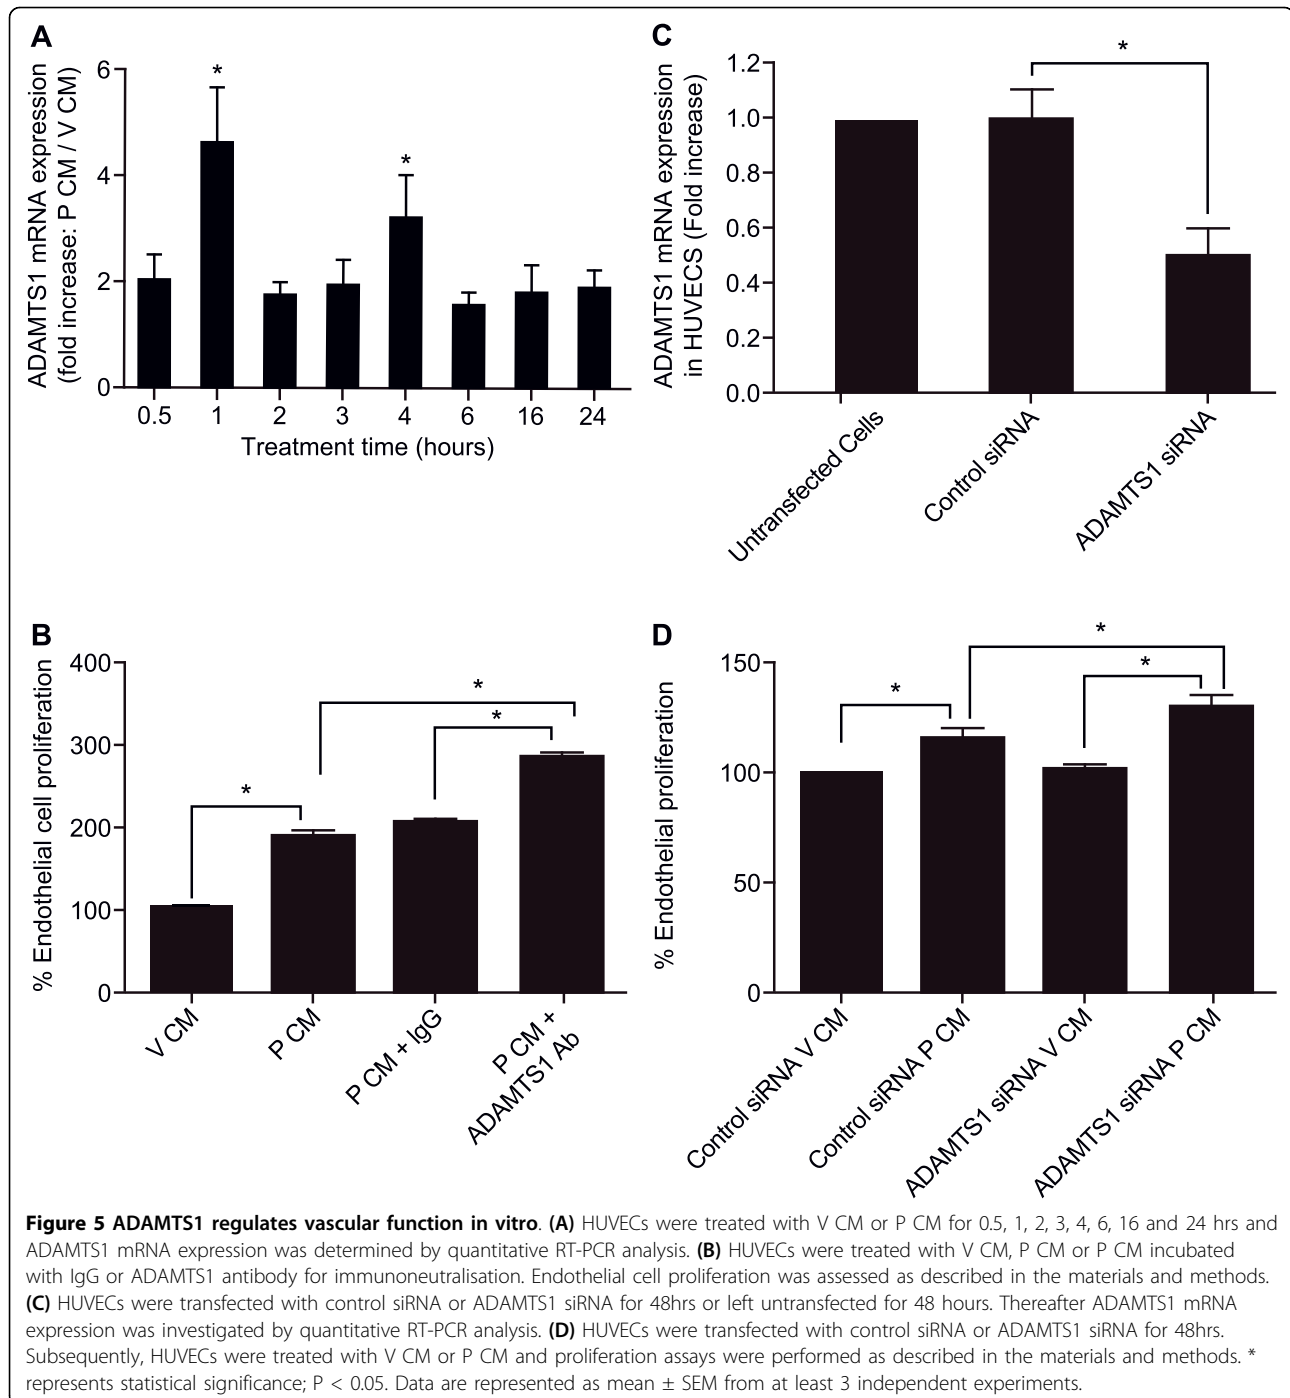 A
ADAMTS1 mRNA expression
(fold increase: P CM / V CM)
6
4
2
0
*
*
0.5 1 2 3 4 6 16 24
Treatment time (hours)
C
ADAMTS1 mRNA expression
in HUVECS (Fold increase)
1.2
1.0
0.8
0.6
0.4
0.2
0.0
*
Untransfected Cells
Control siRNA
ADAMTS1 siRNA
B
% Endothelial cell proliferation
400
300
200
100
0
*
*
*
V CM
P CM
P CM + IgG
P CM +
ADAMTS1 Ab
D
% Endothelial proliferation
150
100
50
0
*
*
*
Control siRNA V CM
Control siRNA P CM
ADAMTS1 siRNA V CM
ADAMTS1 siRNA P CM
Figure 5 ADAMTS1 regulates vascular function in vitro. (A) HUVECs were treated with V CM or P CM for 0.5, 1, 2, 3, 4, 6, 16 and 24 hrs and
ADAMTS1 mRNA expression was determined by quantitative RT-PCR analysis. (B) HUVECs were treated with V CM, P CM or P CM incubated
with IgG or ADAMTS1 antibody for immunoneutralisation. Endothelial cell proliferation was assessed as described in the materials and methods.
(C) HUVECs were transfected with control siRNA or ADAMTS1 siRNA for 48hrs or left untransfected for 48 hours. Thereafter ADAMTS1 mRNA
expression was investigated by quantitative RT-PCR analysis. (D) HUVECs were transfected with control siRNA or ADAMTS1 siRNA for 48hrs.
Subsequently, HUVECs were treated with V CM or P CM and proliferation assays were performed as described in the materials and methods. *
represents statistical significance; P < 0.05. Data are represented as mean ± SEM from at least 3 independent experiments.